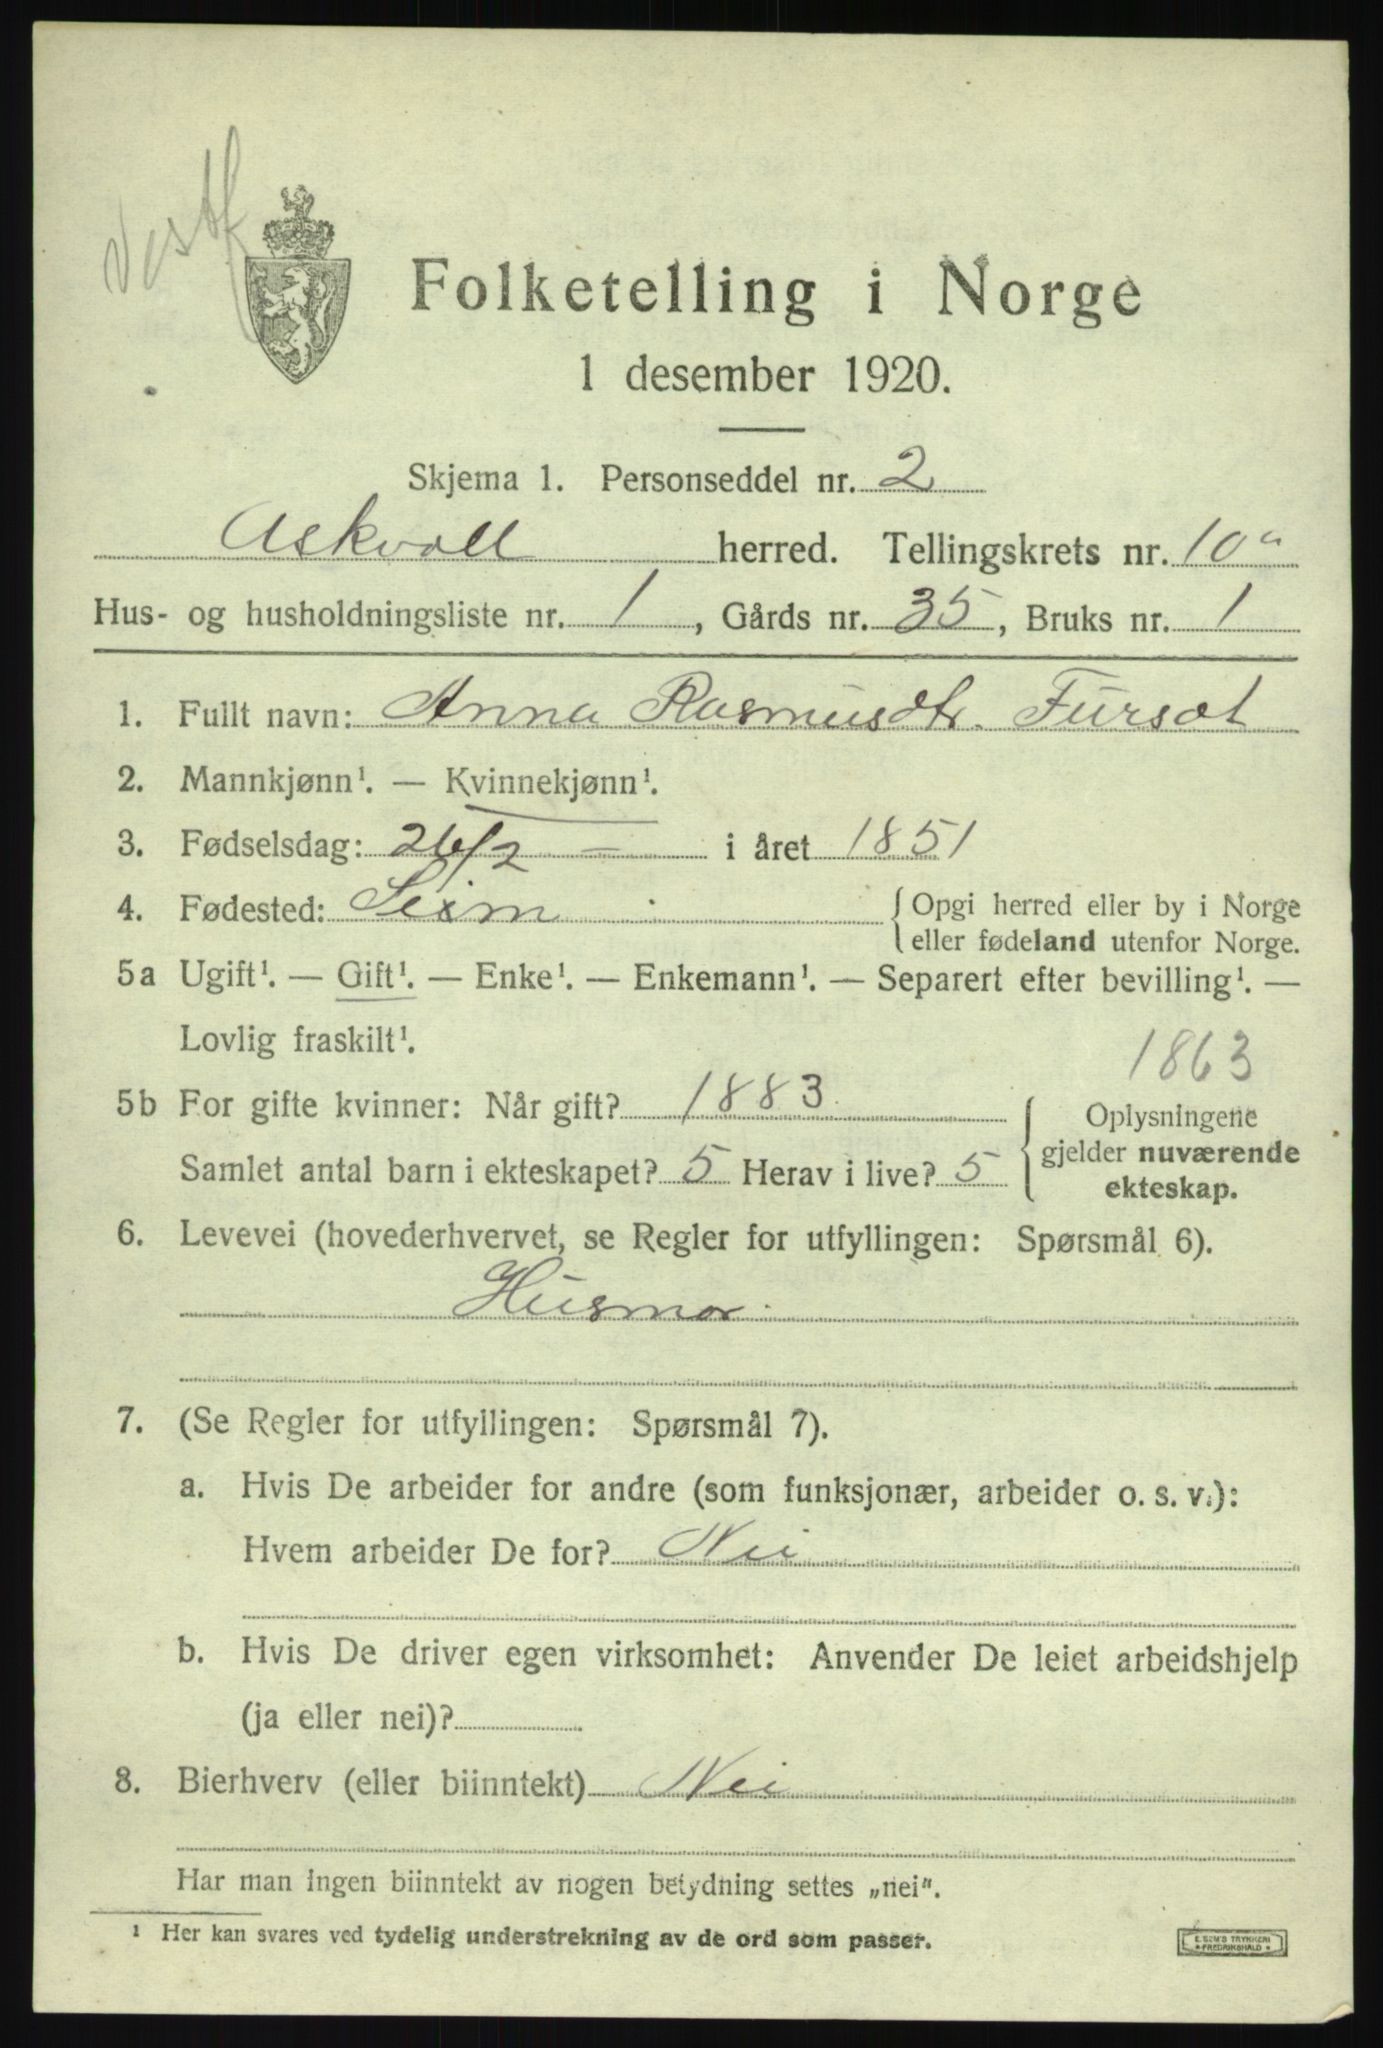 Vestf
Folketelling i Norge
1 desember 1920.
Skjema 1. Personseddel nr. 2
Askvoll herred. Tellingskrets nr. 10a
Hus- og husholdningsliste nr. 1, Gårds nr. 35, Bruks nr. 1
1. Fullt navn: Anna Rasmusdtr. Fursæt
2. Mannkjønn¹. — Kvinnekjønn¹.
3. Fødselsdag: 26/2 – i året 1851
4. Fødested: Seim { Opgi herred eller by i Norge
eller fødeland utenfor Norge.
5a Ugift¹. — Gift¹. — Enke¹. — Enkemann¹. — Separert efter bevilling¹. —
Lovlig fraskilt¹.
1863
5b For gifte kvinner: Når gift? 1883
Samlet antal barn i ekteskapet? 5 Herav i live? 5
{ Oplysningene
gjelder nuværende
ekteskap.
6. Levevei (hovederhvervet, se Regler for utfyllingen: Spørsmål 6).
Husmor
7. (Se Regler for utfyllingen: Spørsmål 7).
a. Hvis De arbeider for andre (som funksjonær, arbeider o. s. v.):
Hvem arbeider De for? Nei
b. Hvis De driver egen virksomhet: Anvender De leiet arbeidshjelp
(ja eller nei)?
8. Bierhverv (eller biinntekt) Nei
Har man ingen biinntekt av nogen betydning settes „nei".
¹ Her kan svares ved tydelig understrekning av de ord som passer.
E. SEM'S TRYKKERI
FREDRIKSHALD